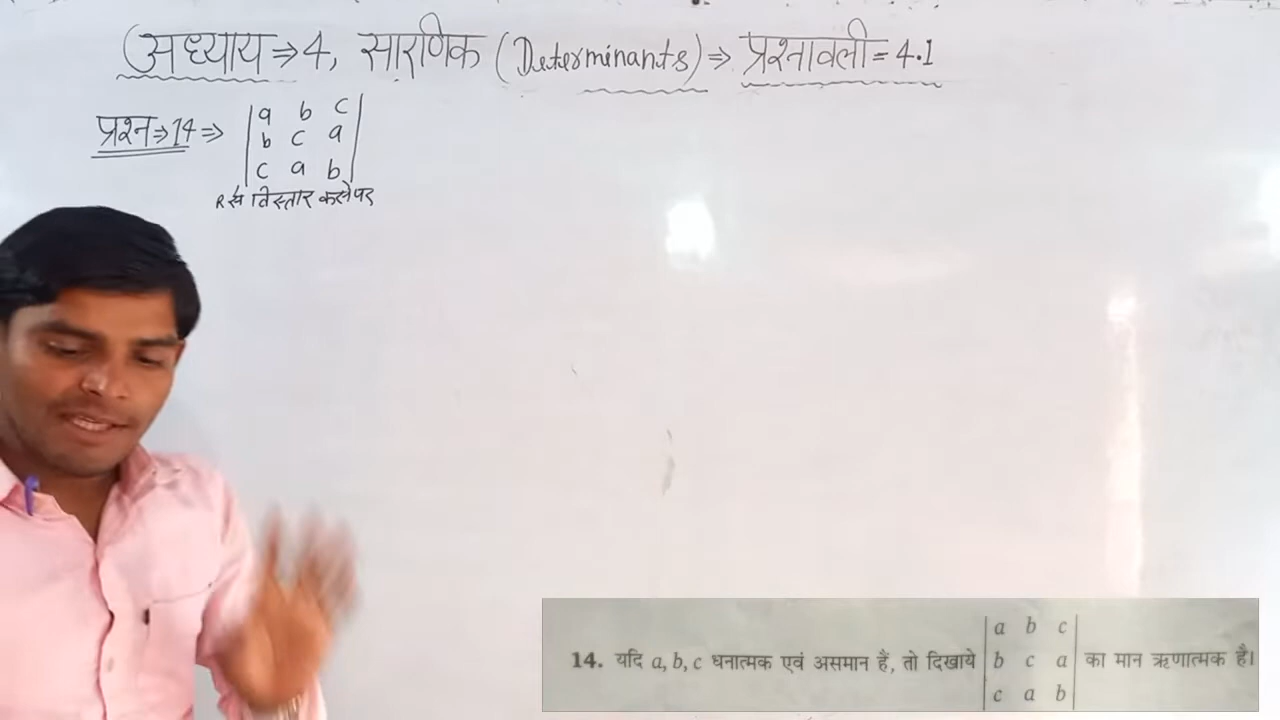 अध्याय ⇒ 4, सारणिक (Determinants) ⇒ प्रश्नावली = 4.1
प्रश्न ⇒ 14 ⇒ | a b c |
| b c a |
| c a b |
R से विस्तार करने पर
14. यदि a, b, c धनात्मक एवं असमान हैं, तो दिखाये | a b c |
| b c a | का मान ऋणात्मक है।
| c a b |